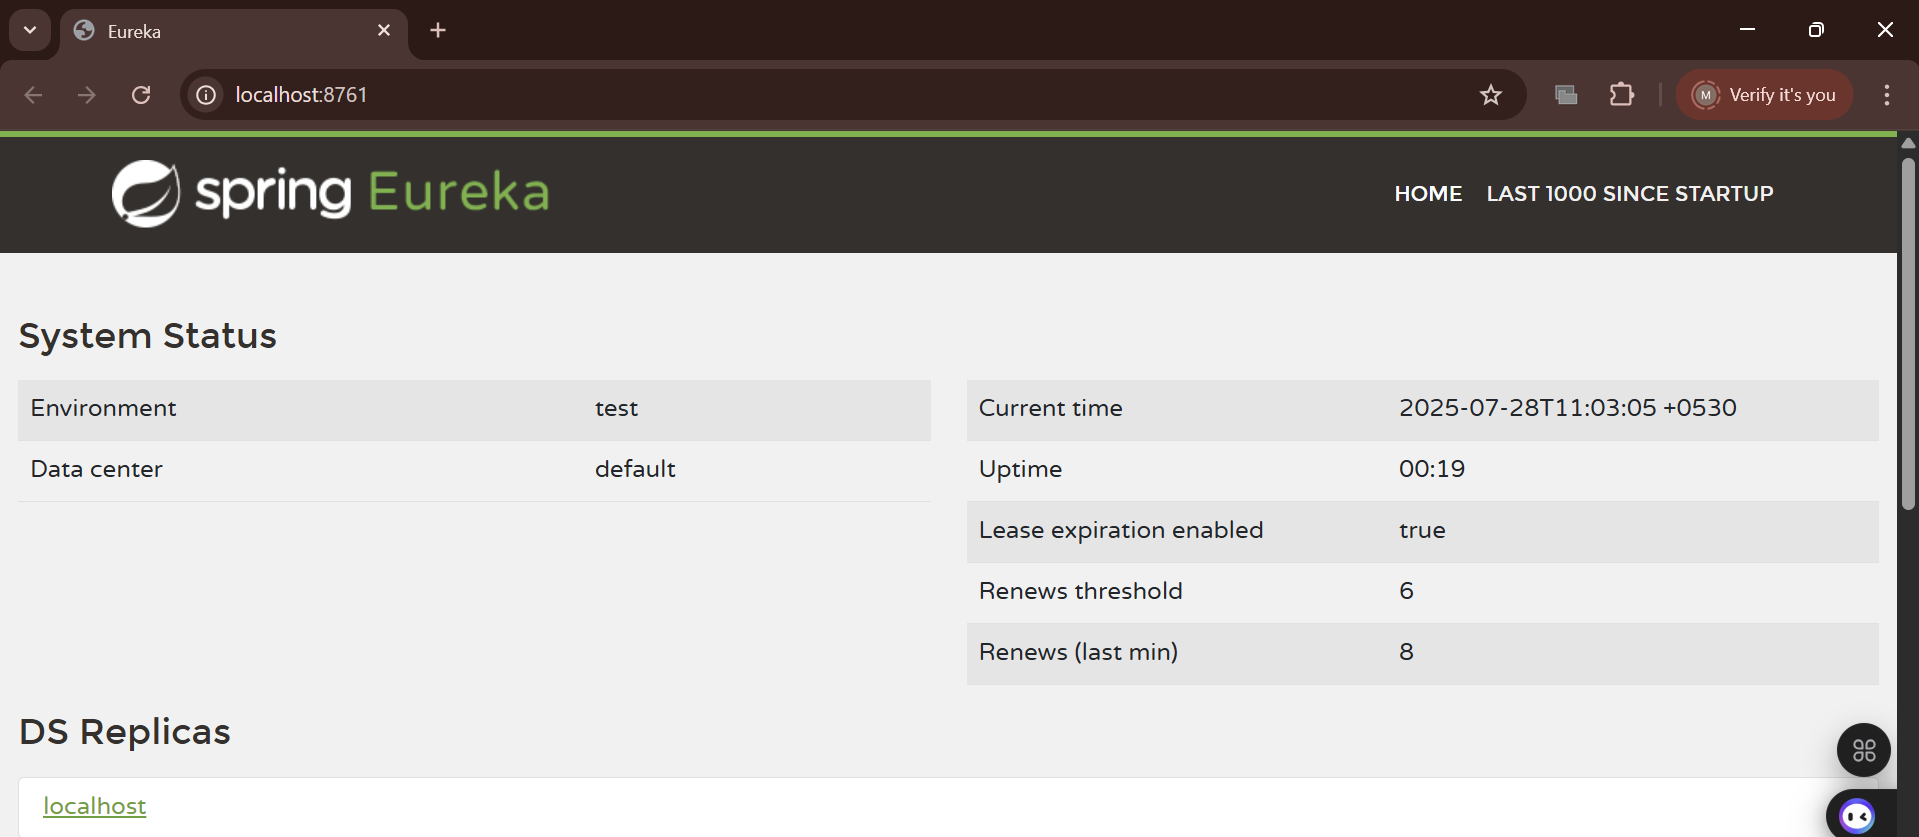 Eureka
localhost:8761
Verify it's you
M
spring Eureka
HOME LAST 1000 SINCE STARTUP
System Status
Environment test
Data center default
Current time 2025-07-28T11:03:05 +0530
Uptime 00:19
Lease expiration enabled true
Renews threshold 6
Renews (last min) 8
DS Replicas
localhost